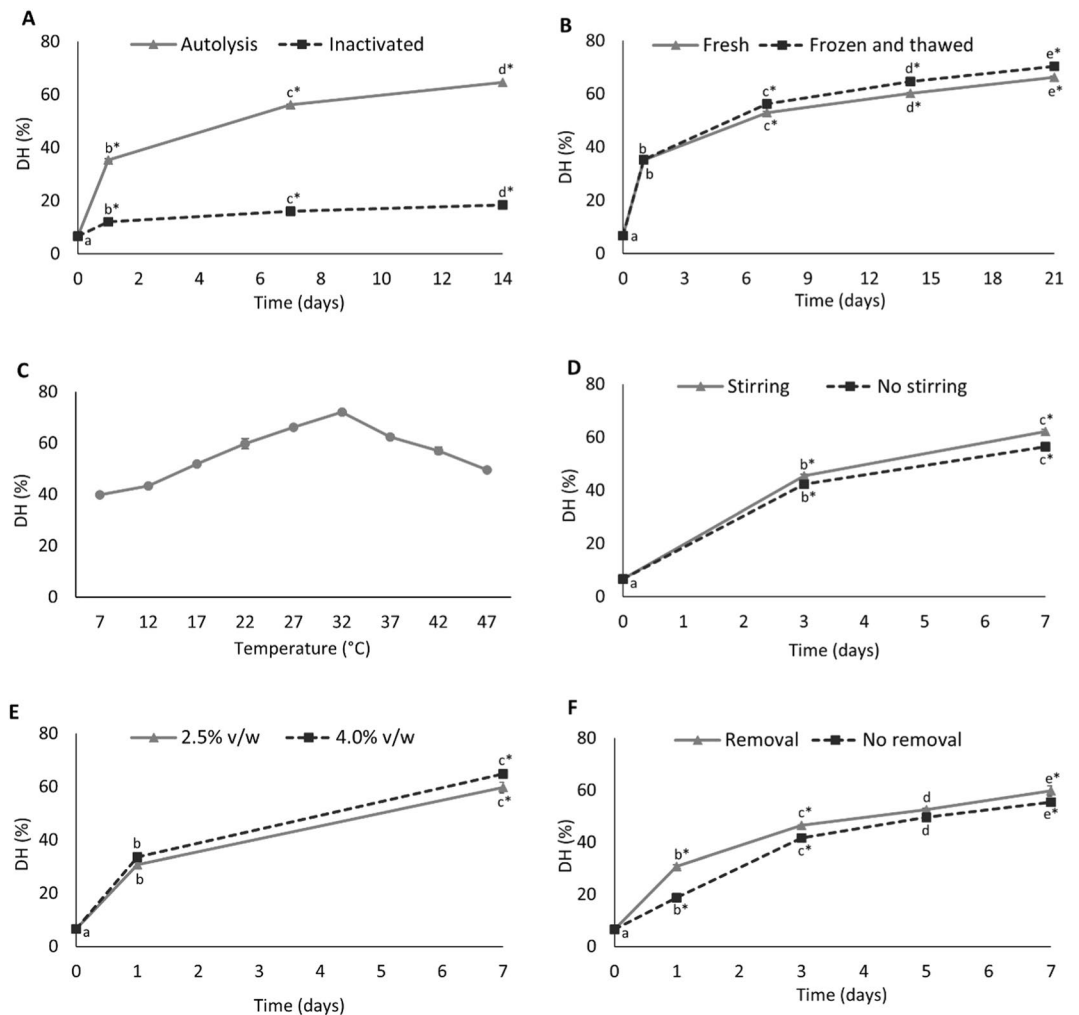 A
Autolysis Inactivated
80
60
40
20
0
DH (%)
a
b*
b*
c*
c*
d*
d*
0 2 4 6 8 10 12 14
Time (days)
B
Fresh Frozen and thawed
80
60
40
20
0
DH (%)
a
b
b
c*
c*
d*
d*
e*
e*
0 3 6 9 12 15 18 21
Time (days)
C
80
60
40
20
0
DH (%)
7 12 17 22 27 32 37 42 47
Temperature (°C)
D
Stirring No stirring
80
60
40
20
0
DH (%)
a
b*
b*
c*
c*
0 1 2 3 4 5 6 7
Time (days)
E
2.5% v/w 4.0% v/w
80
60
40
20
0
DH (%)
a
b
b
c*
c*
0 1 2 3 4 5 6 7
Time (days)
F
Removal No removal
80
60
40
20
0
DH (%)
a
b*
b*
c*
c*
d
d
e*
e*
0 1 2 3 4 5 6 7
Time (days)